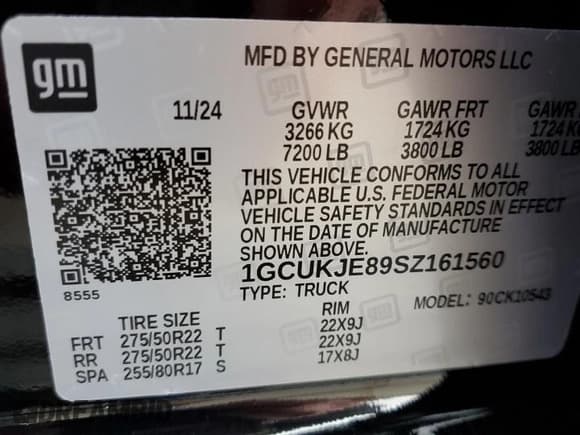 gm
MFD BY GENERAL MOTORS LLC
11/24 GVWR GAWR FRT GAWR
3266 KG 1724 KG 1724 KG
7200 LB 3800 LB 3800 LB
THIS VEHICLE CONFORMS TO ALL
APPLICABLE U.S. FEDERAL MOTOR
VEHICLE SAFETY STANDARDS IN EFFECT
ON THE DATE OF MANUFACTURE
SHOWN ABOVE.
1GCUKJE89SZ161560
8555
TYPE: TRUCK MODEL: 90CK10543
TIRE SIZE RIM
FRT 275/50R22 T 22X9J
RR 275/50R22 T 22X9J
SPA 255/80R17 S 17X8J